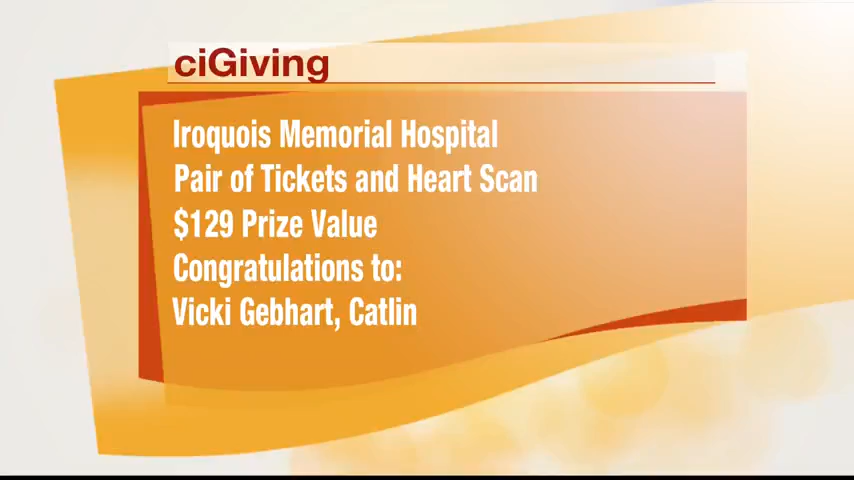 ciGiving
Iroquois Memorial Hospital
Pair of Tickets and Heart Scan
$129 Prize Value
Congratulations to:
Vicki Gebhart, Catlin